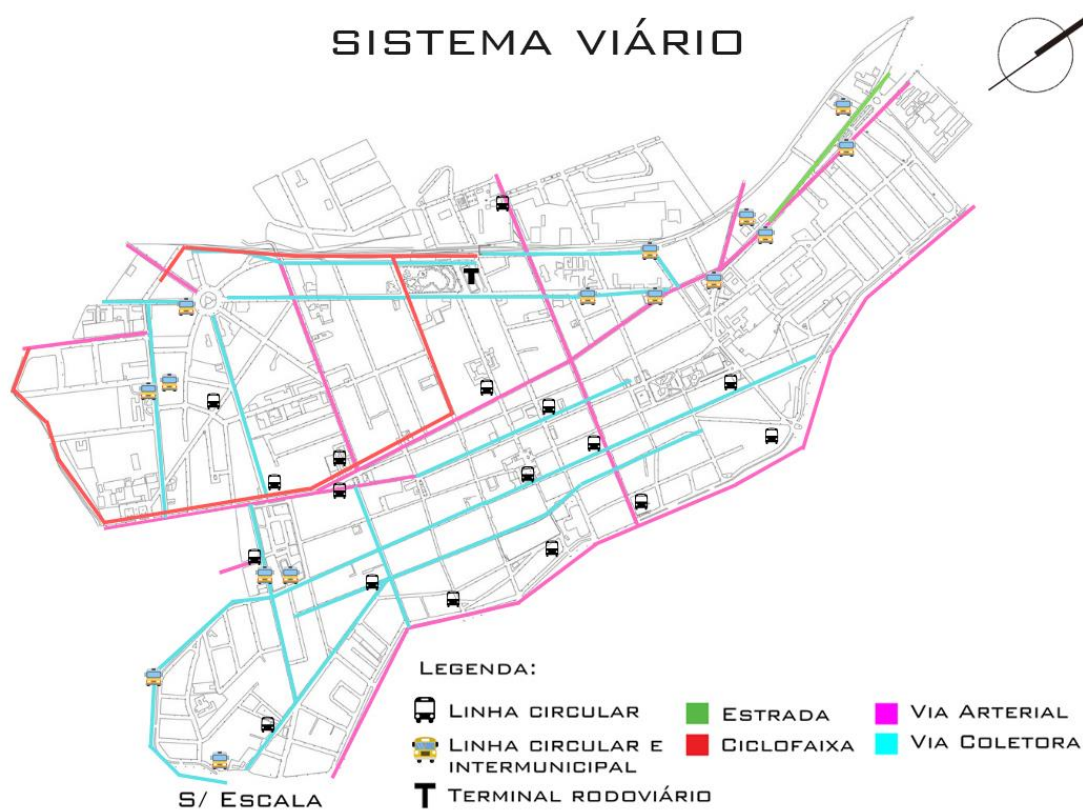 SISTEMA VIÁRIO
T
LEGENDA:
LINHA CIRCULAR
LINHA CIRCULAR E
INTERMUNICIPAL
T TERMINAL RODOVIÁRIO
ESTRADA
CICLOFAIXA
VIA ARTERIAL
VIA COLETORA
S/ ESCALA